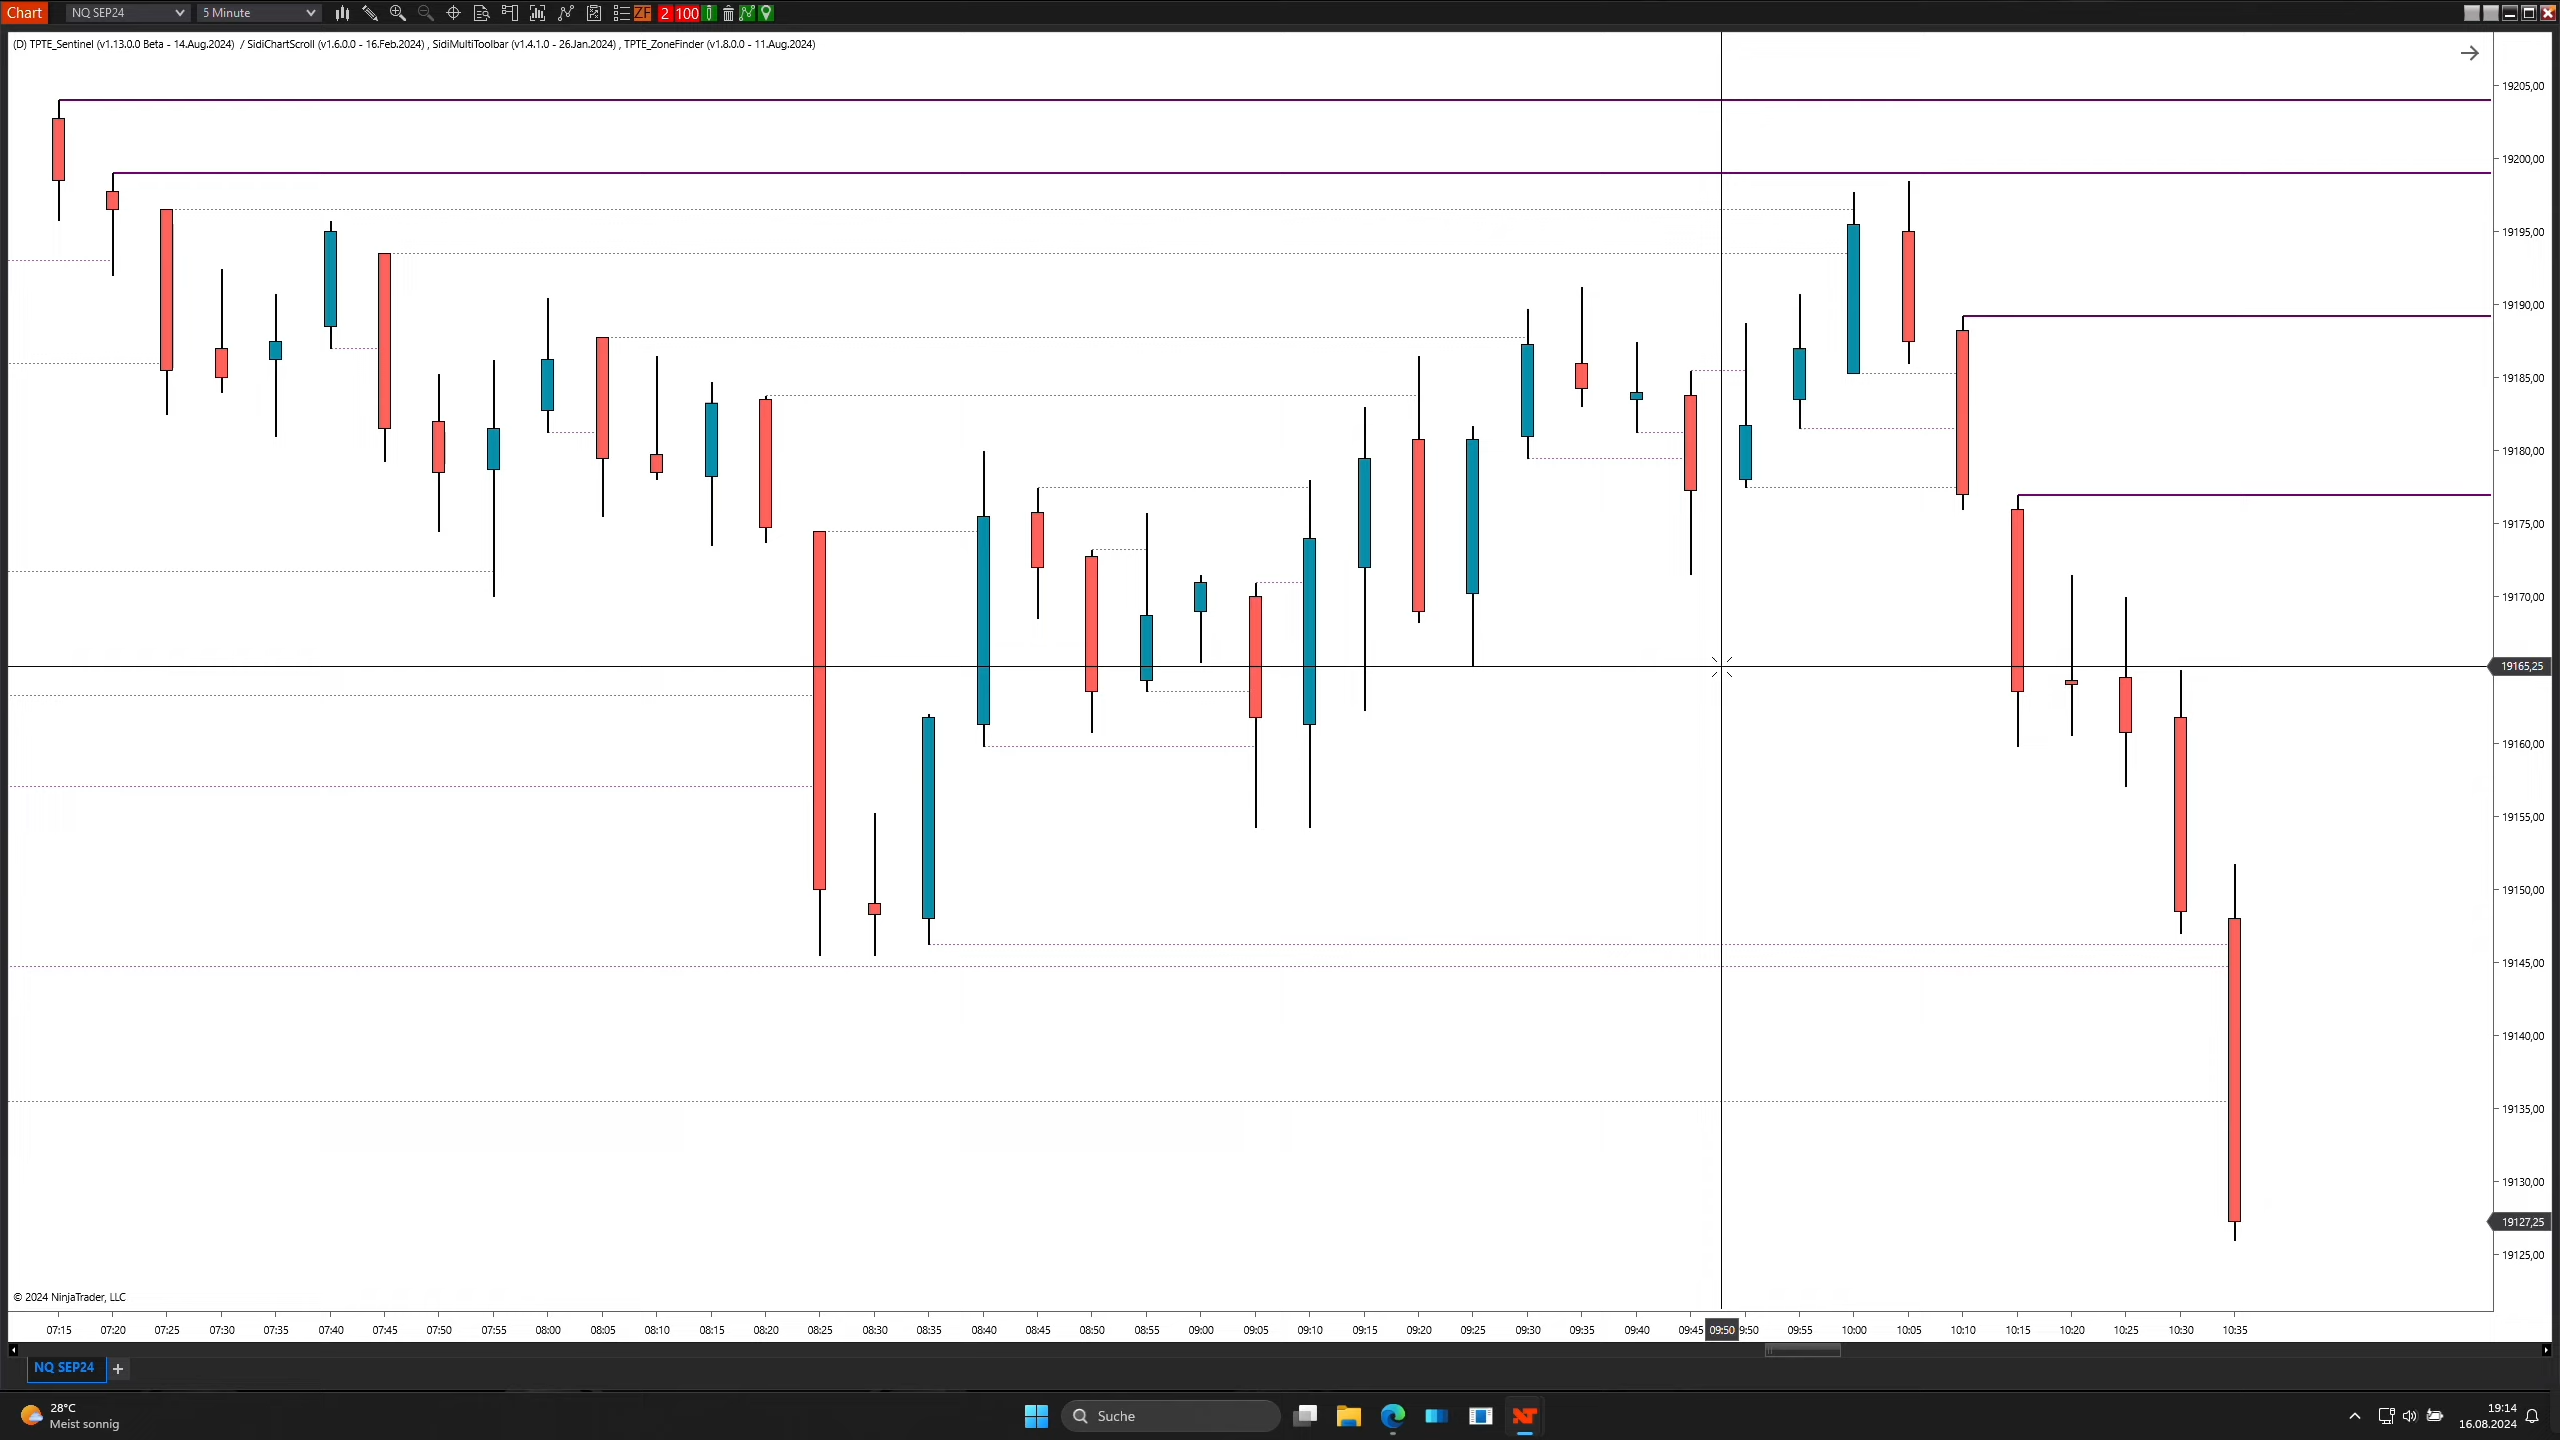 Chart NQ SEP24 5 Minute ZF 2 100
(D) TPTE_Sentinel (v1.13.0.0 Beta - 14.Aug.2024) / SidiChartScroll (v1.6.0.0 - 16.Feb.2024) , SidiMultiToolbar (v1.4.1.0 - 26.Jan.2024) , TPTE_ZoneFinder (v1.8.0.0 - 11.Aug.2024)
19205,00
19200,00
19195,00
19190,00
19185,00
19180,00
19175,00
19170,00
19165,25
19160,00
19155,00
19150,00
19145,00
19140,00
19135,00
19130,00
19127,25
19125,00
© 2024 NinjaTrader, LLC
07:15 07:20 07:25 07:30 07:35 07:40 07:45 07:50 07:55 08:00 08:05 08:10 08:15 08:20 08:25 08:30 08:35 08:40 08:45 08:50 08:55 09:00 09:05 09:10 09:15 09:20 09:25 09:30 09:35 09:40 09:45 09:50 9:50 09:55 10:00 10:05 10:10 10:15 10:20 10:25 10:30 10:35
NQ SEP24 +
28°C
Meist sonnig
Suche
19:14
16.08.2024